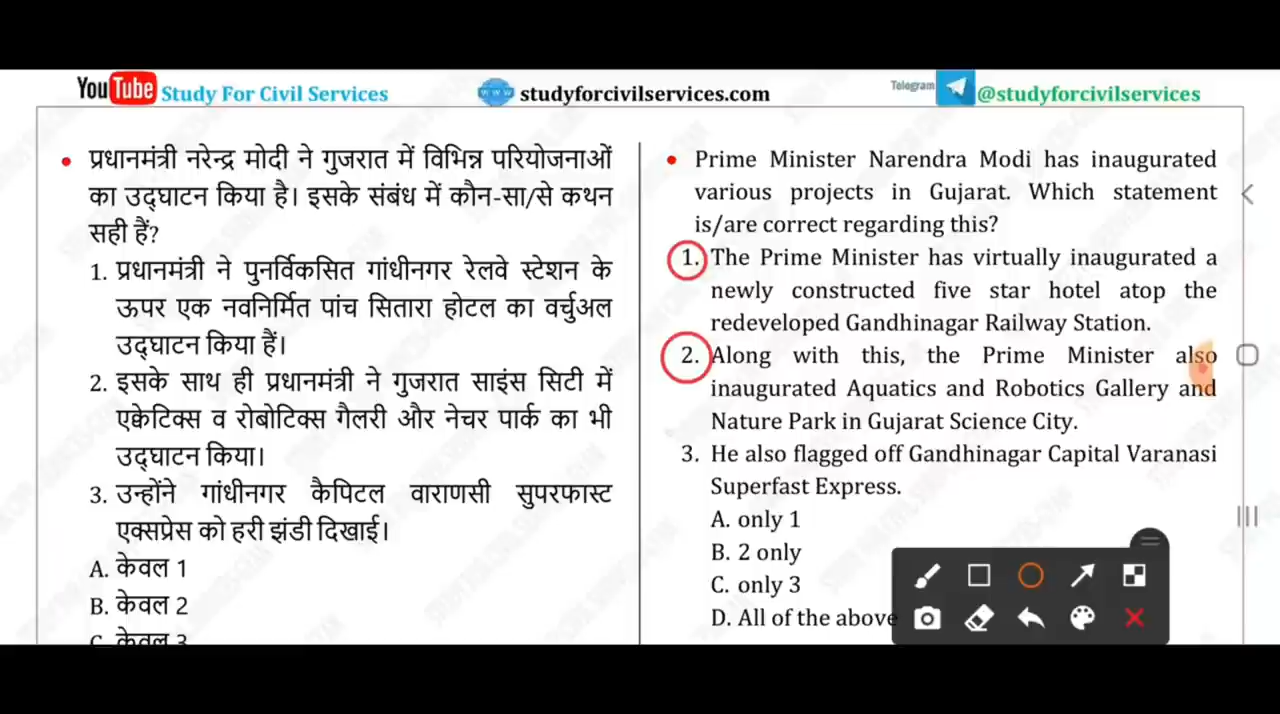 YouTube Study For Civil Services
www studyforcivilservices.com
Telegram @studyforcivilservices
• प्रधानमंत्री नरेन्द्र मोदी ने गुजरात में विभिन्न परियोजनाओं
का उद्घाटन किया है। इसके संबंध में कौन-सा/से कथन
सही हैं?
1. प्रधानमंत्री ने पुनर्विकसित गांधीनगर रेलवे स्टेशन के
ऊपर एक नवनिर्मित पांच सितारा होटल का वर्चुअल
उद्घाटन किया हैं।
2. इसके साथ ही प्रधानमंत्री ने गुजरात साइंस सिटी में
एक्वेटिक्स व रोबोटिक्स गैलरी और नेचर पार्क का भी
उद्घाटन किया।
3. उन्होंने गांधीनगर कैपिटल वाराणसी सुपरफास्ट
एक्सप्रेस को हरी झंडी दिखाई।
A. केवल 1
B. केवल 2
C. केवल 3
• Prime Minister Narendra Modi has inaugurated
various projects in Gujarat. Which statement
is/are correct regarding this?
1. The Prime Minister has virtually inaugurated a
newly constructed five star hotel atop the
redeveloped Gandhinagar Railway Station.
2. Along with this, the Prime Minister also
inaugurated Aquatics and Robotics Gallery and
Nature Park in Gujarat Science City.
3. He also flagged off Gandhinagar Capital Varanasi
Superfast Express.
A. only 1
B. 2 only
C. only 3
D. All of the above